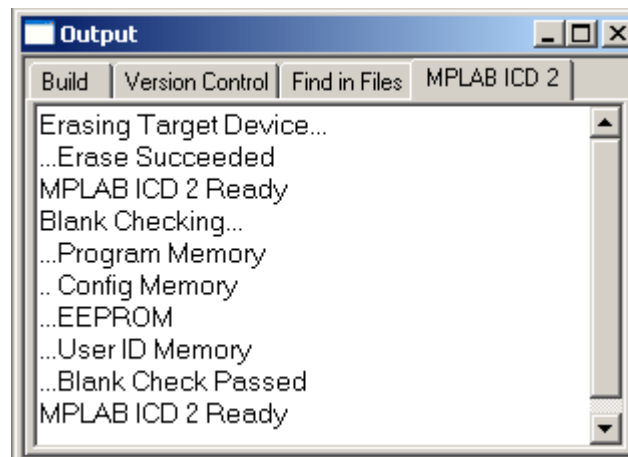 Output
Build Version Control Find in Files MPLAB ICD 2
Erasing Target Device...
...Erase Succeeded
MPLAB ICD 2 Ready
Blank Checking...
...Program Memory
.. Config Memory
...EEPROM
...User ID Memory
...Blank Check Passed
MPLAB ICD 2 Ready